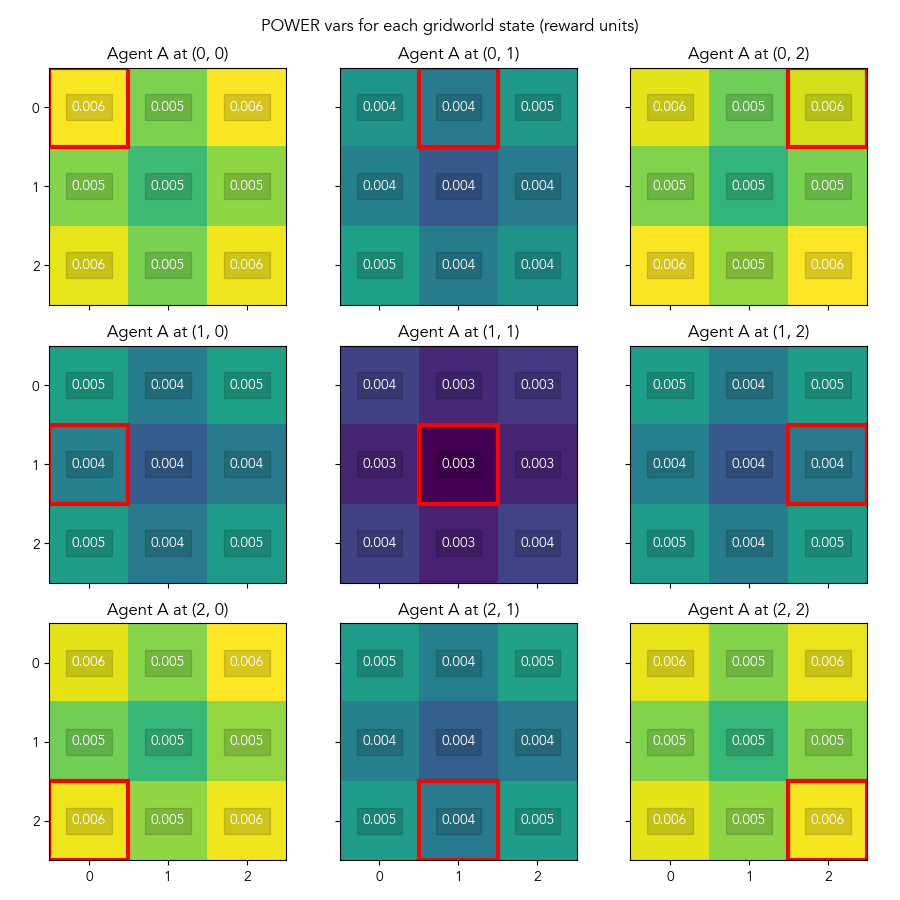 POWER vars for each gridworld state (reward units)
Agent A at (0, 0) Agent A at (0, 1) Agent A at (0, 2)
0 0.006 0.005 0.006 0.004 0.004 0.005 0.006 0.005 0.006
1 0.005 0.005 0.005 0.004 0.004 0.004 0.005 0.005 0.005
2 0.006 0.005 0.006 0.005 0.004 0.004 0.006 0.005 0.006
Agent A at (1, 0) Agent A at (1, 1) Agent A at (1, 2)
0 0.005 0.004 0.005 0.004 0.003 0.003 0.005 0.004 0.005
1 0.004 0.004 0.004 0.003 0.003 0.003 0.004 0.004 0.004
2 0.005 0.004 0.005 0.004 0.003 0.004 0.005 0.004 0.005
Agent A at (2, 0) Agent A at (2, 1) Agent A at (2, 2)
0 0.006 0.005 0.006 0.005 0.004 0.005 0.006 0.005 0.006
1 0.005 0.005 0.005 0.004 0.004 0.004 0.005 0.005 0.005
2 0.006 0.005 0.006 0.005 0.004 0.005 0.006 0.005 0.006
0 1 2 0 1 2 0 1 2